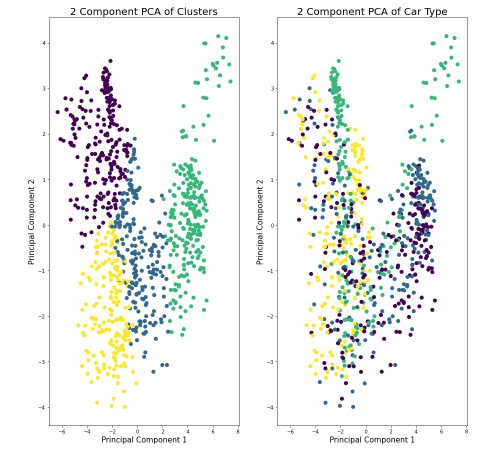 2 Component PCA of Clusters
Principal Component 2
4
3
2
1
0
−1
−2
−3
−4
−6 −4 −2 0 2 4 6 8
Principal Component 1
2 Component PCA of Car Type
Principal Component 2
4
3
2
1
0
−1
−2
−3
−4
−6 −4 −2 0 2 4 6 8
Principal Component 1